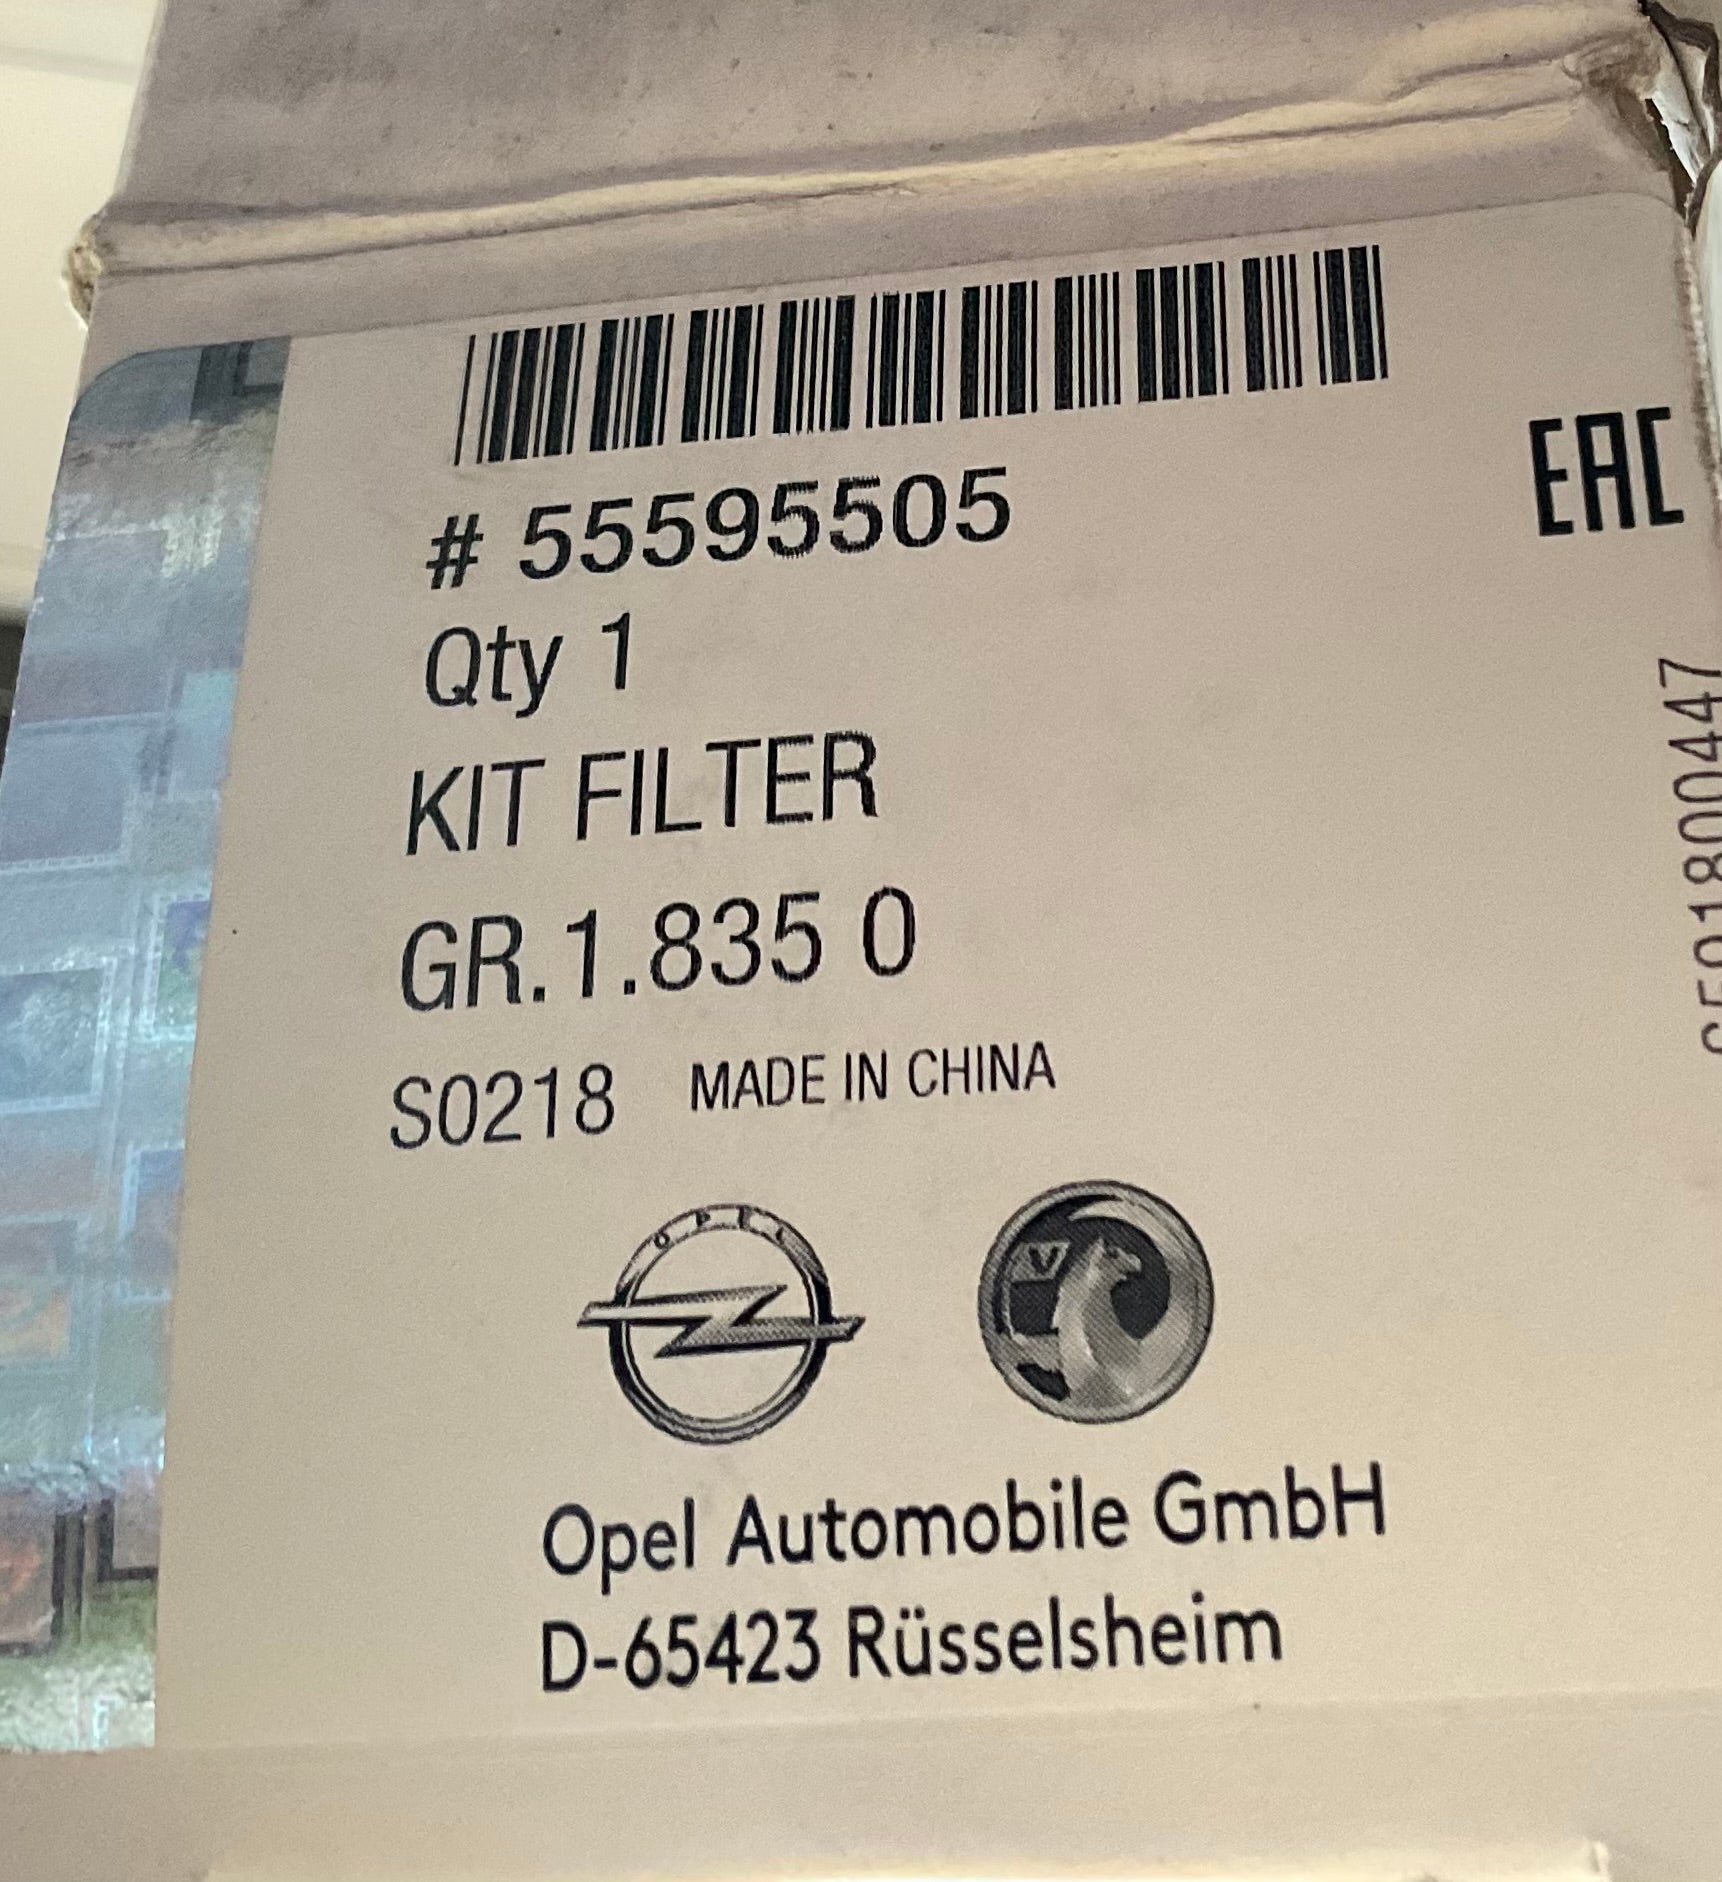 # 55595505
EAC
Qty 1
KIT FILTER
GR.1.835 0
S0218 MADE IN CHINA
OPEL
V
Opel Automobile GmbH
D-65423 Rüsselsheim